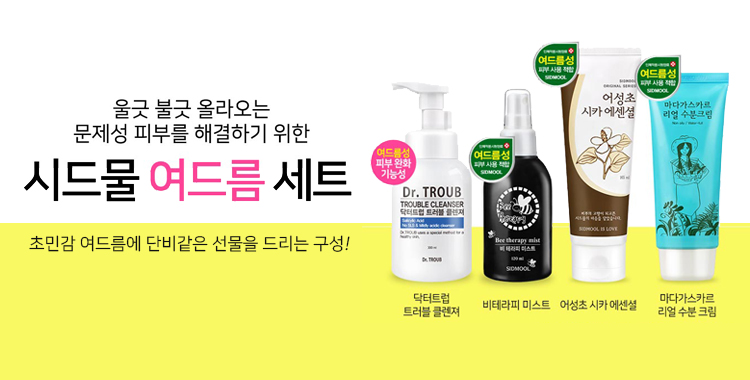 울긋 불긋 올라오는
문제성 피부를 해결하기 위한
시드물 여드름 세트
초민감 여드름에 단비같은 선물을 드리는 구성!
여드름성
피부 완화
기능성
Dr. TROUB
TROUBLE CLEANSER
닥터트럽 트러블 클렌져
Dr. TROUB
닥터트럽
트러블 클렌져
여드름성
피부 사용 적합
SIDMOOL
Bee therapy mist
비 테라피 미스트
120 ml
SIDMOOL
비테라피 미스트
여드름성
피부 사용 적합
SIDMOOL
SIDMOOL
ORIGINAL SERIES
어성초
시카 에센셜
SIDMOOL IS LOVE
어성초 시카 에센셜
여드름성
피부 사용 적합
SIDMOOL
마다가스카르
리얼 수분크림
마다가스카르
리얼 수분 크림